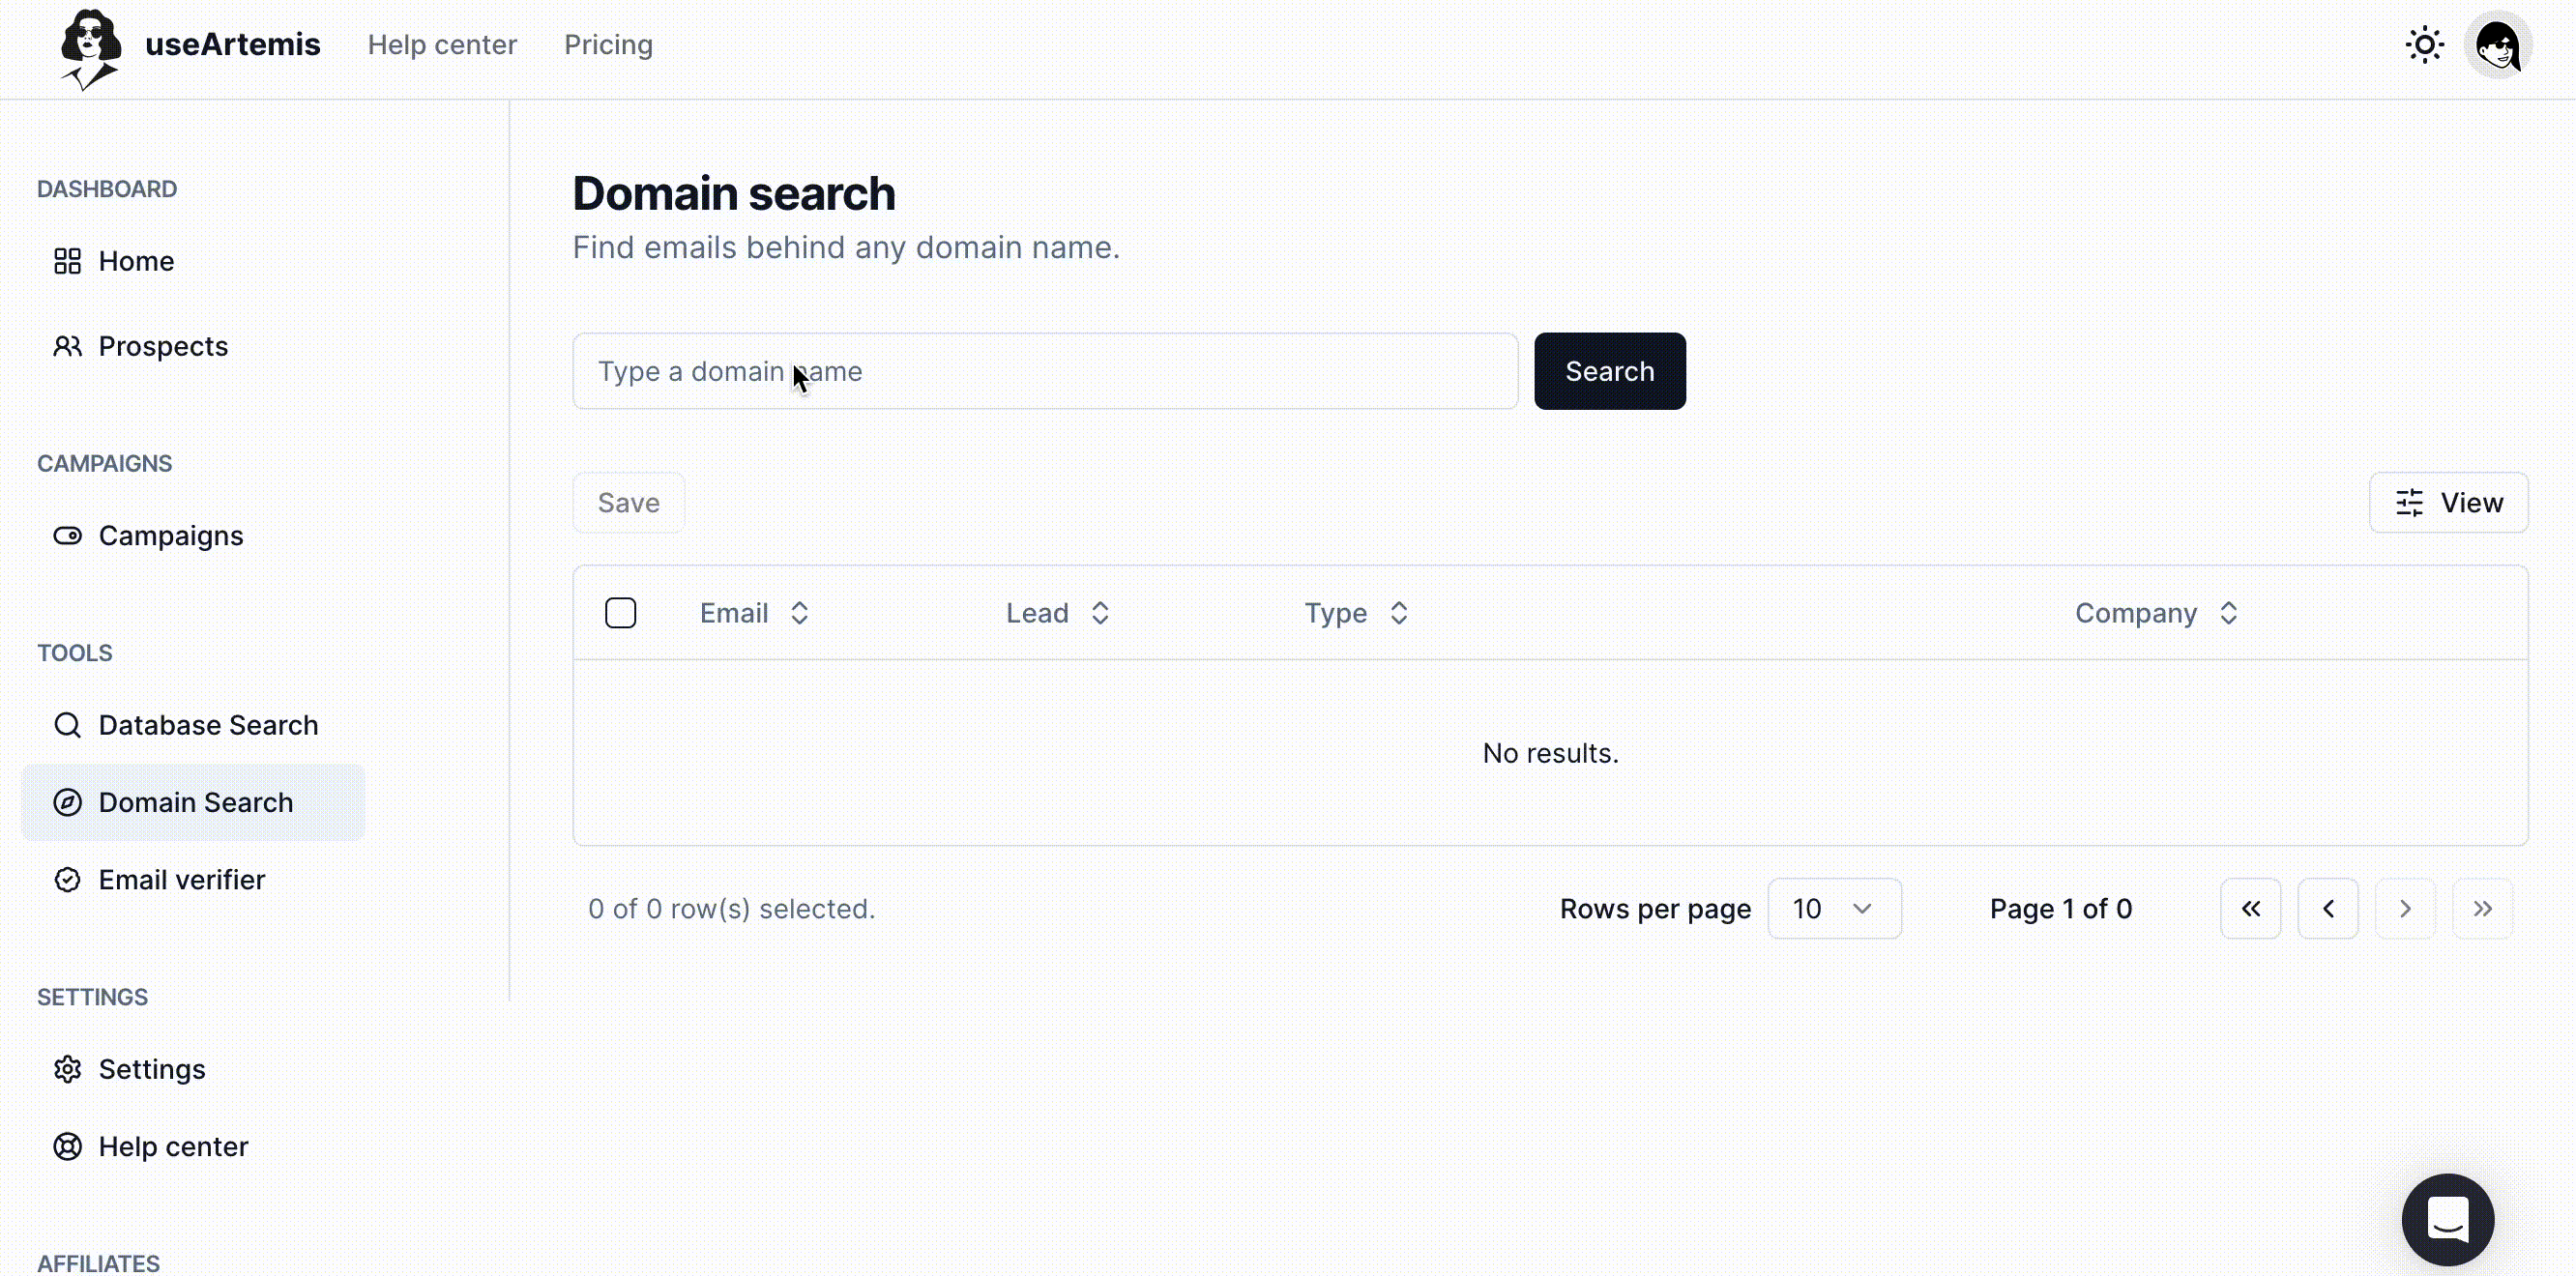 useArtemis
Help center
Pricing
DASHBOARD
Home
Prospects
CAMPAIGNS
Campaigns
TOOLS
Database Search
Domain Search
Email verifier
SETTINGS
Settings
Help center
AFFILIATES
Domain search
Find emails behind any domain name.
Type a domain name
Search
Save
View
Email
Lead
Type
Company
No results.
0 of 0 row(s) selected.
Rows per page
10
Page 1 of 0